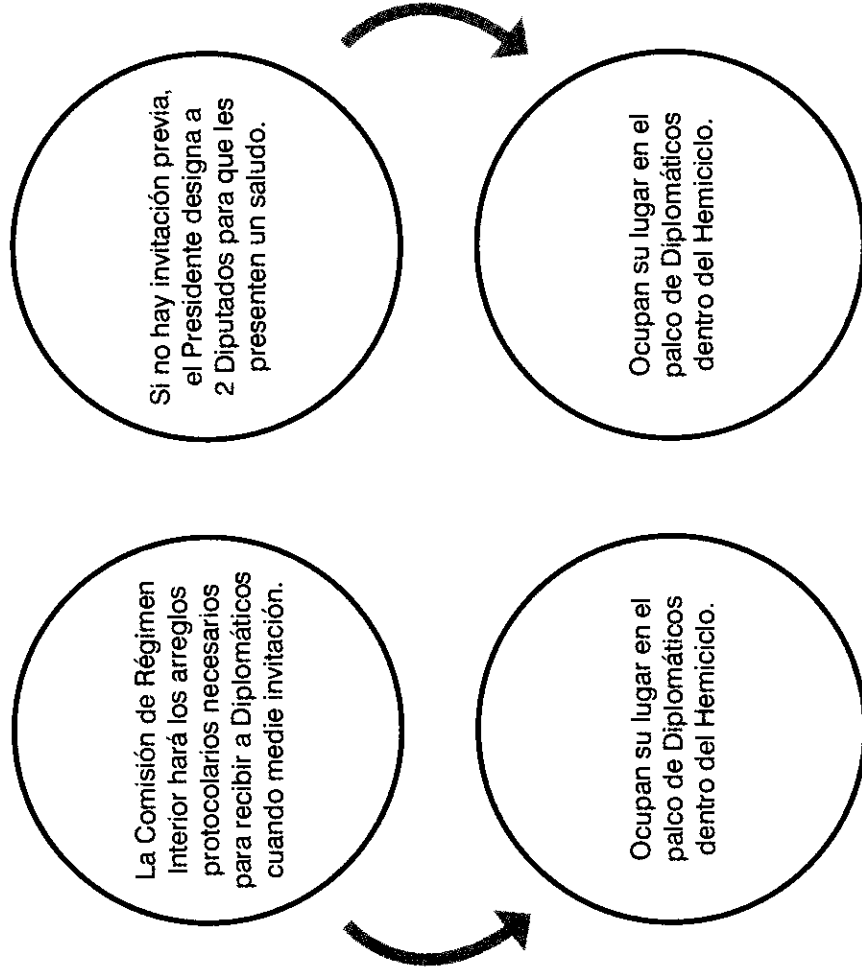 La Comisión de Régimen
Interior hará los arreglos
protocolarios necesarios
para recibir a Diplomáticos
cuando medie invitación.
Si no hay invitación previa,
el Presidente designa a
2 Diputados para que les
presenten un saludo.
Ocupan su lugar en el
palco de Diplomáticos
dentro del Hemiciclo.
Ocupan su lugar en el
palco de Diplomáticos
dentro del Hemiciclo.